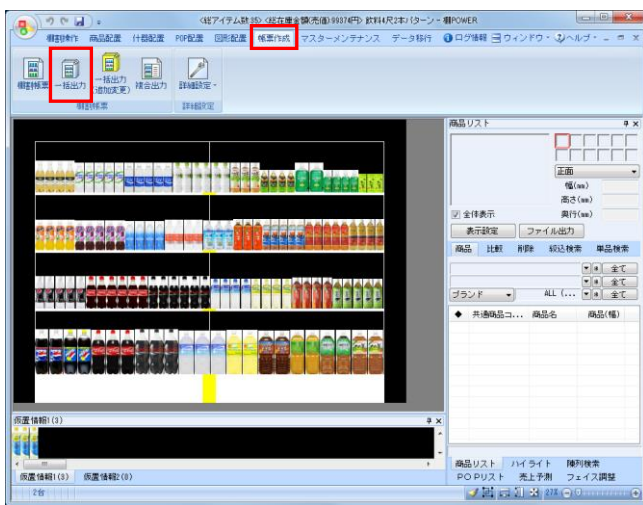 《総アイテム数:35》《総在庫金額(売価):99374円》 飲料4尺2本:1パターン - 棚POWER
棚割動作 商品配置 什器配置 POP配置 図形配置 帳票作成 マスターメンテナンス データ移行 ログ情報 ウィンドウ ヘルプ
棚割帳票 一括出力 一括出力(追加変更) 複合出力 詳細設定
棚割帳票 詳細設定
商品リスト
正面
幅(mm)
高さ(mm)
全体表示 奥行(mm)
表示設定 ファイル出力
商品 比較 削除 絞込検索 単品検索
* 全て
* 全て
ブランド ALL (... * 全て
◆ 共通商品コ... 商品名 商品(幅)
仮置情報1(3)
商品リスト ハイライト 陳列検索
仮置情報1(3) 仮置情報2(0) POPリスト 売上予測 フェイス調整
2台 27%